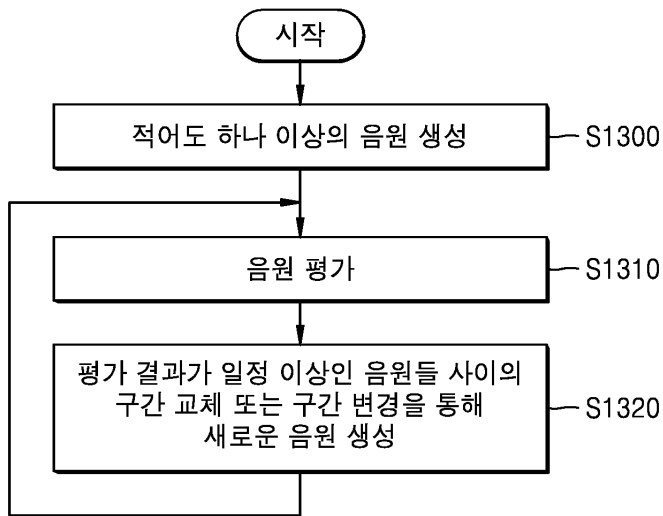 시작
적어도 하나 이상의 음원 생성
S1300
음원 평가
S1310
평가 결과가 일정 이상인 음원들 사이의
구간 교체 또는 구간 변경을 통해
새로운 음원 생성
S1320